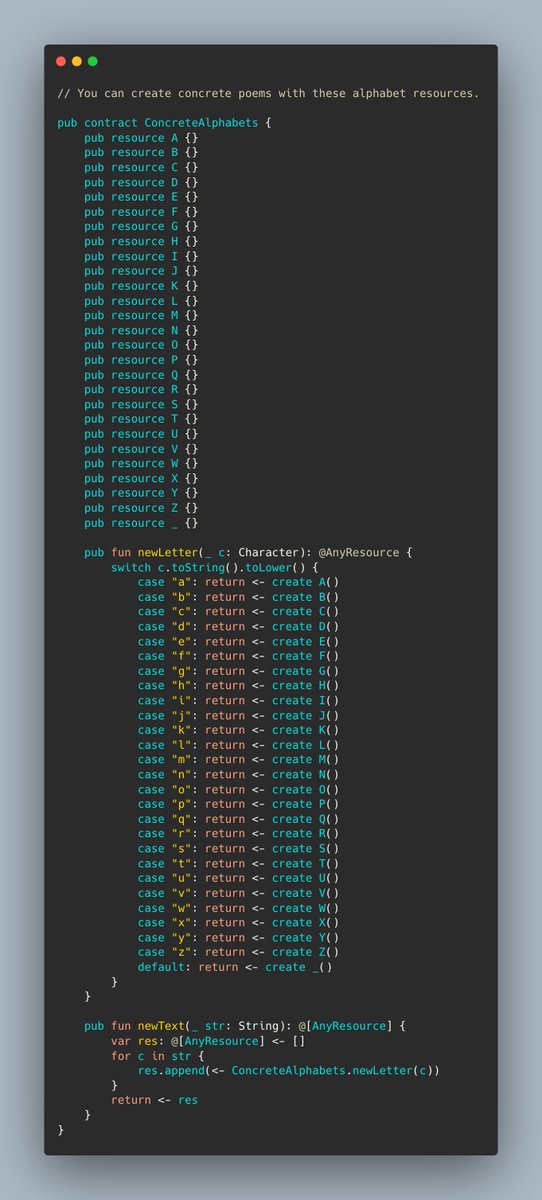 // You can create concrete poems with these alphabet resources.

pub contract ConcreteAlphabets {
    pub resource A {}
    pub resource B {}
    pub resource C {}
    pub resource D {}
    pub resource E {}
    pub resource F {}
    pub resource G {}
    pub resource H {}
    pub resource I {}
    pub resource J {}
    pub resource K {}
    pub resource L {}
    pub resource M {}
    pub resource N {}
    pub resource O {}
    pub resource P {}
    pub resource Q {}
    pub resource R {}
    pub resource S {}
    pub resource T {}
    pub resource U {}
    pub resource V {}
    pub resource W {}
    pub resource X {}
    pub resource Y {}
    pub resource Z {}
    pub resource _ {}

    pub fun newLetter(_ c: Character): @AnyResource {
        switch c.toString().toLower() {
            case "a": return <- create A()
            case "b": return <- create B()
            case "c": return <- create C()
            case "d": return <- create D()
            case "e": return <- create E()
            case "f": return <- create F()
            case "g": return <- create G()
            case "h": return <- create H()
            case "i": return <- create I()
            case "j": return <- create J()
            case "k": return <- create K()
            case "l": return <- create L()
            case "m": return <- create M()
            case "n": return <- create N()
            case "o": return <- create O()
            case "p": return <- create P()
            case "q": return <- create Q()
            case "r": return <- create R()
            case "s": return <- create S()
            case "t": return <- create T()
            case "u": return <- create U()
            case "v": return <- create V()
            case "w": return <- create W()
            case "x": return <- create X()
            case "y": return <- create Y()
            case "z": return <- create Z()
            default: return <- create _()
        }
    }

    pub fun newText(_ str: String): @[AnyResource] {
        var res: @[AnyResource] <- []
        for c in str {
            res.append(<- ConcreteAlphabets.newLetter(c))
        }
        return <- res
    }
}